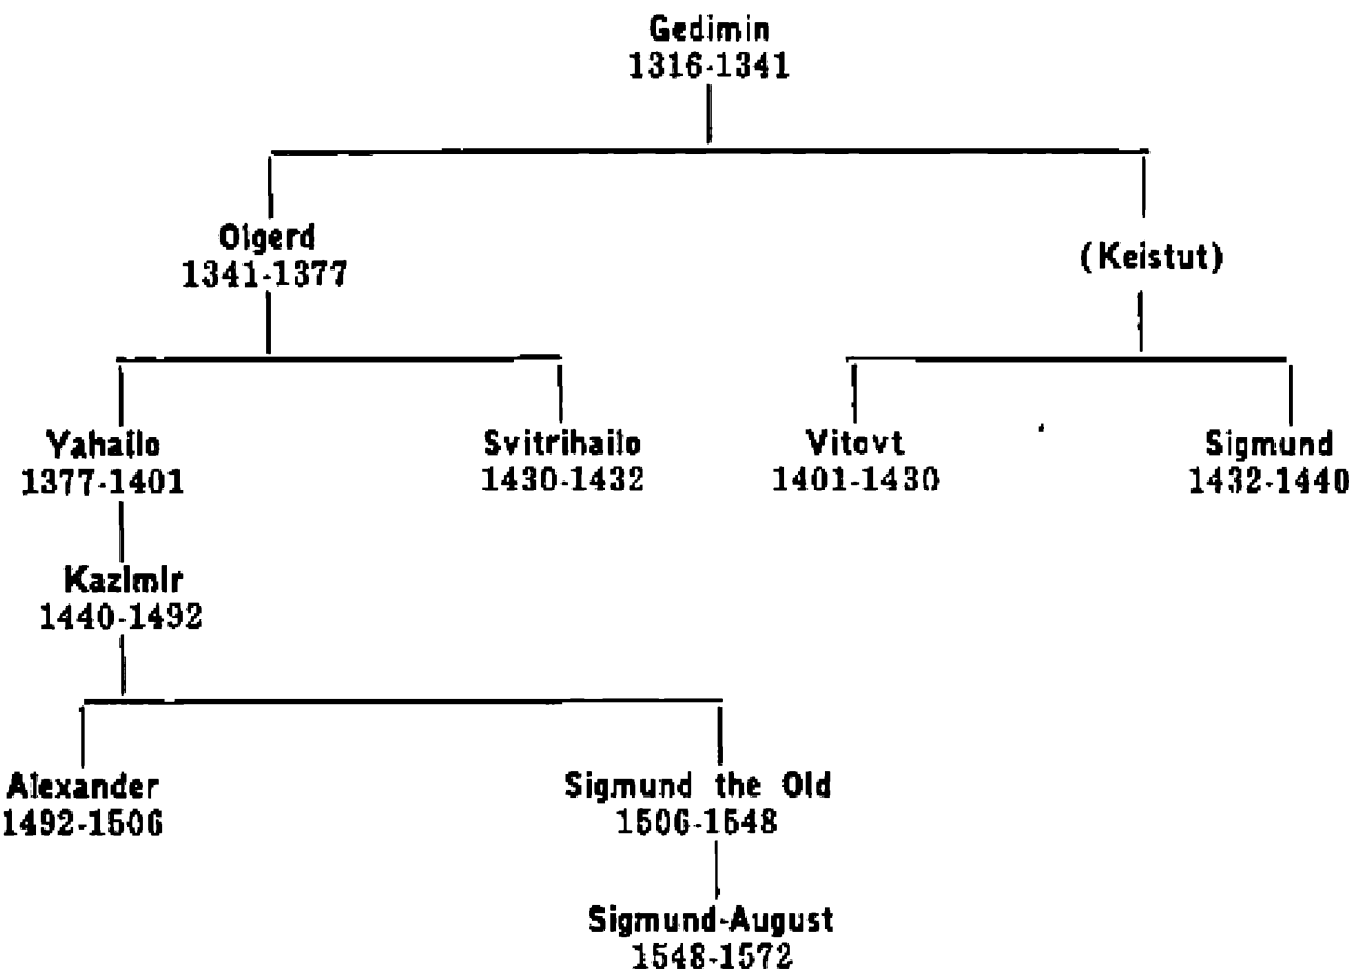 Gedimin
1316-1341
Olgerd
1341-1377
(Keistut)
Yahailo
1377-1401
Svitrihailo
1430-1432
Vitovt
1401-1430
Sigmund
1432-1440
Kazimir
1440-1492
Alexander
1492-1506
Sigmund the Old
1506-1548
Sigmund-August
1548-1572